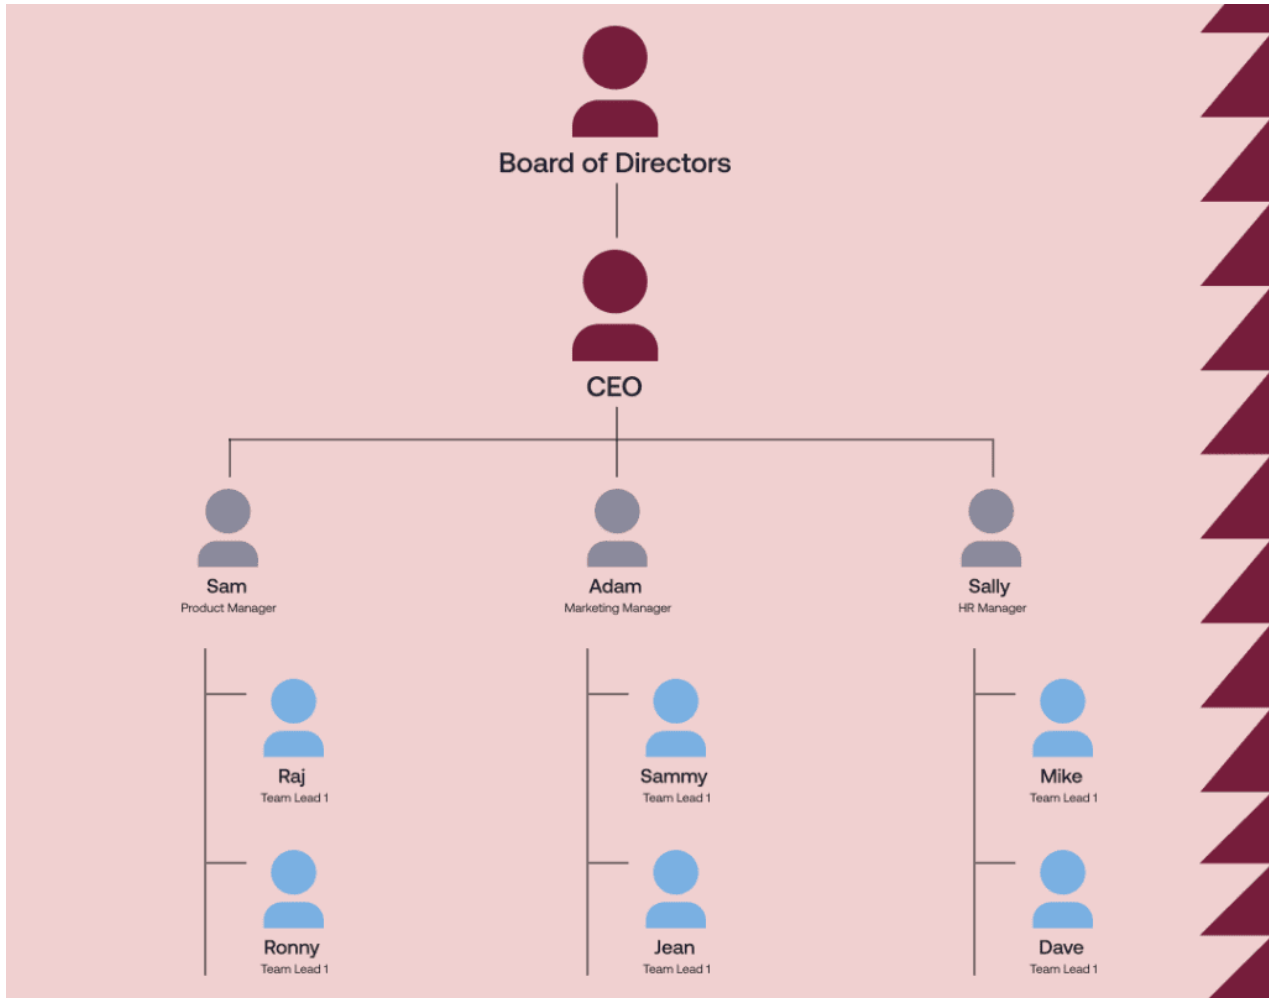 Board of Directors
CEO
Sam
Product Manager
Adam
Marketing Manager
Sally
HR Manager
Raj
Team Lead 1
Sammy
Team Lead 1
Mike
Team Lead 1
Ronny
Team Lead 1
Jean
Team Lead 1
Dave
Team Lead 1